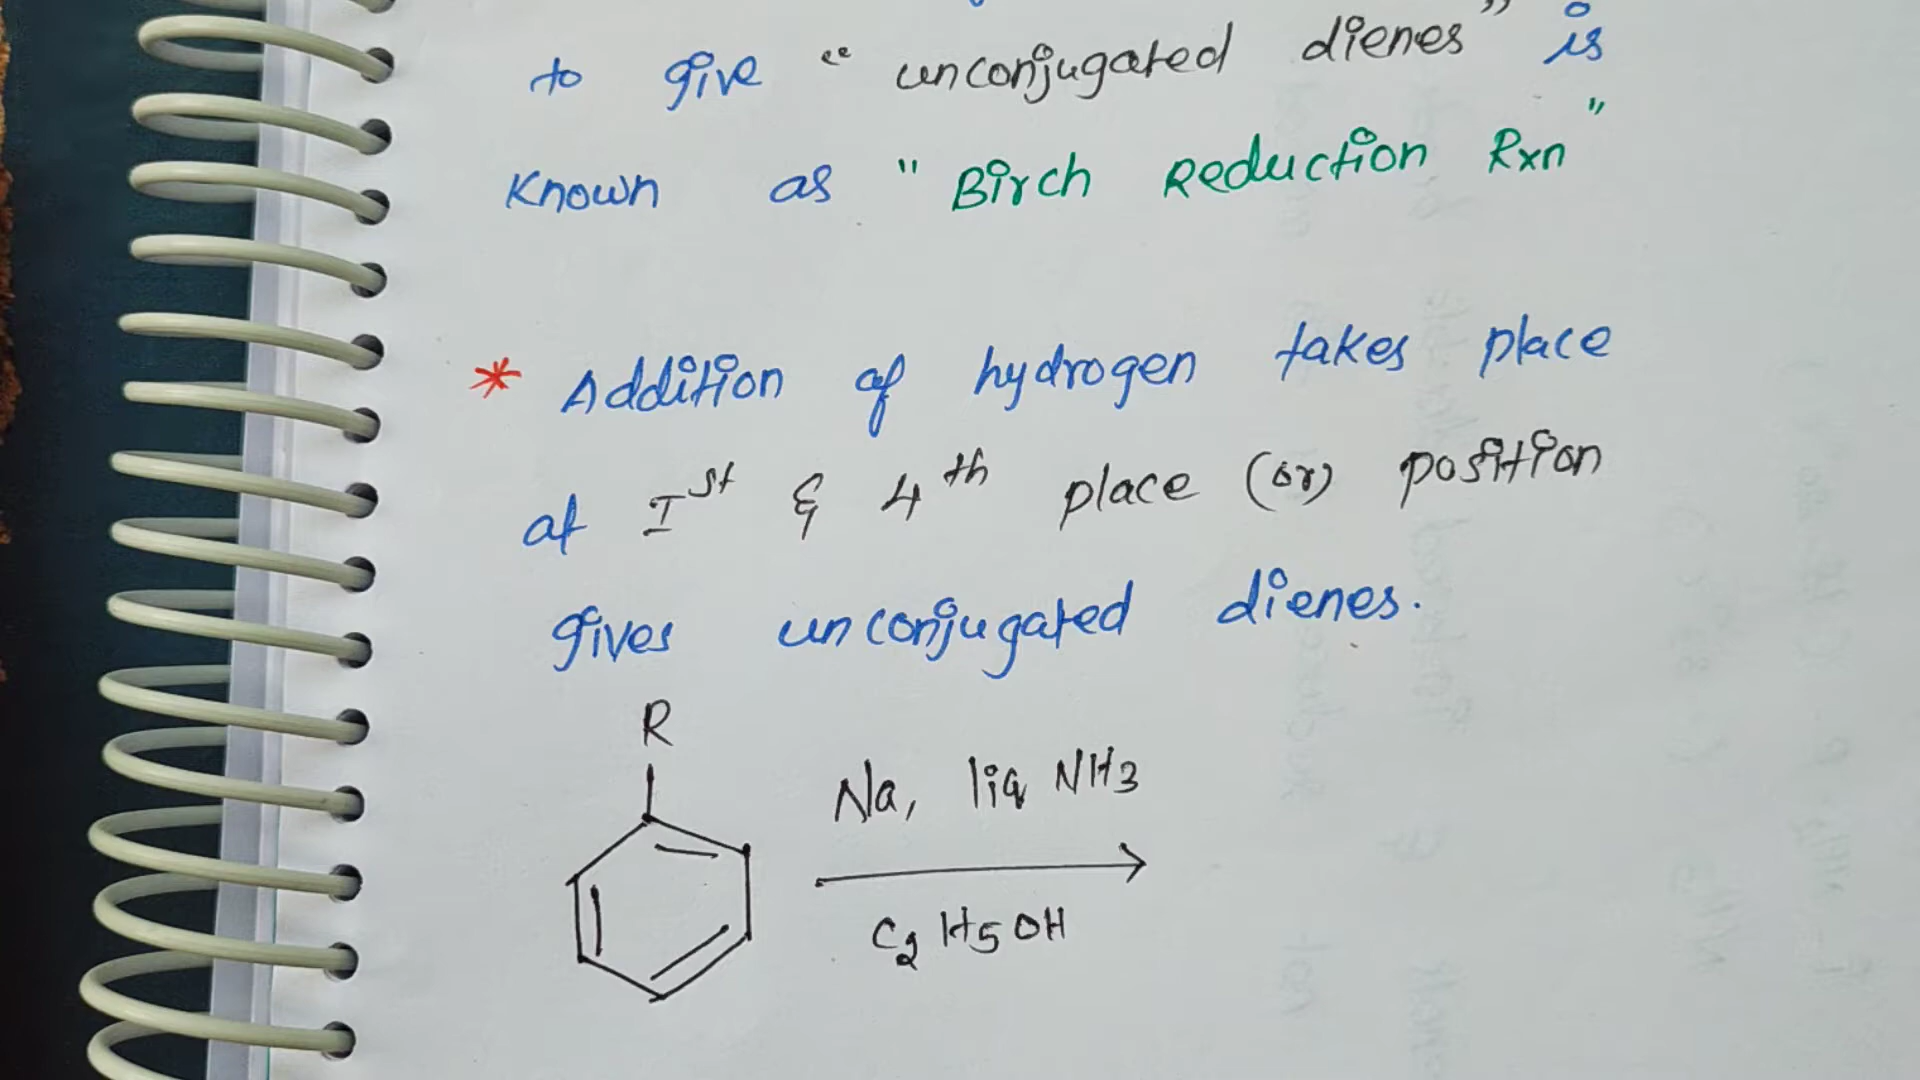 to give “ unconjugated dienes ” is
Known as " Birch Reduction Rxn "
* Addition of hydrogen takes place
at Ist & 4th place (or) position
gives unconjugated dienes.
R
Na, liq NH3
C2H5OH